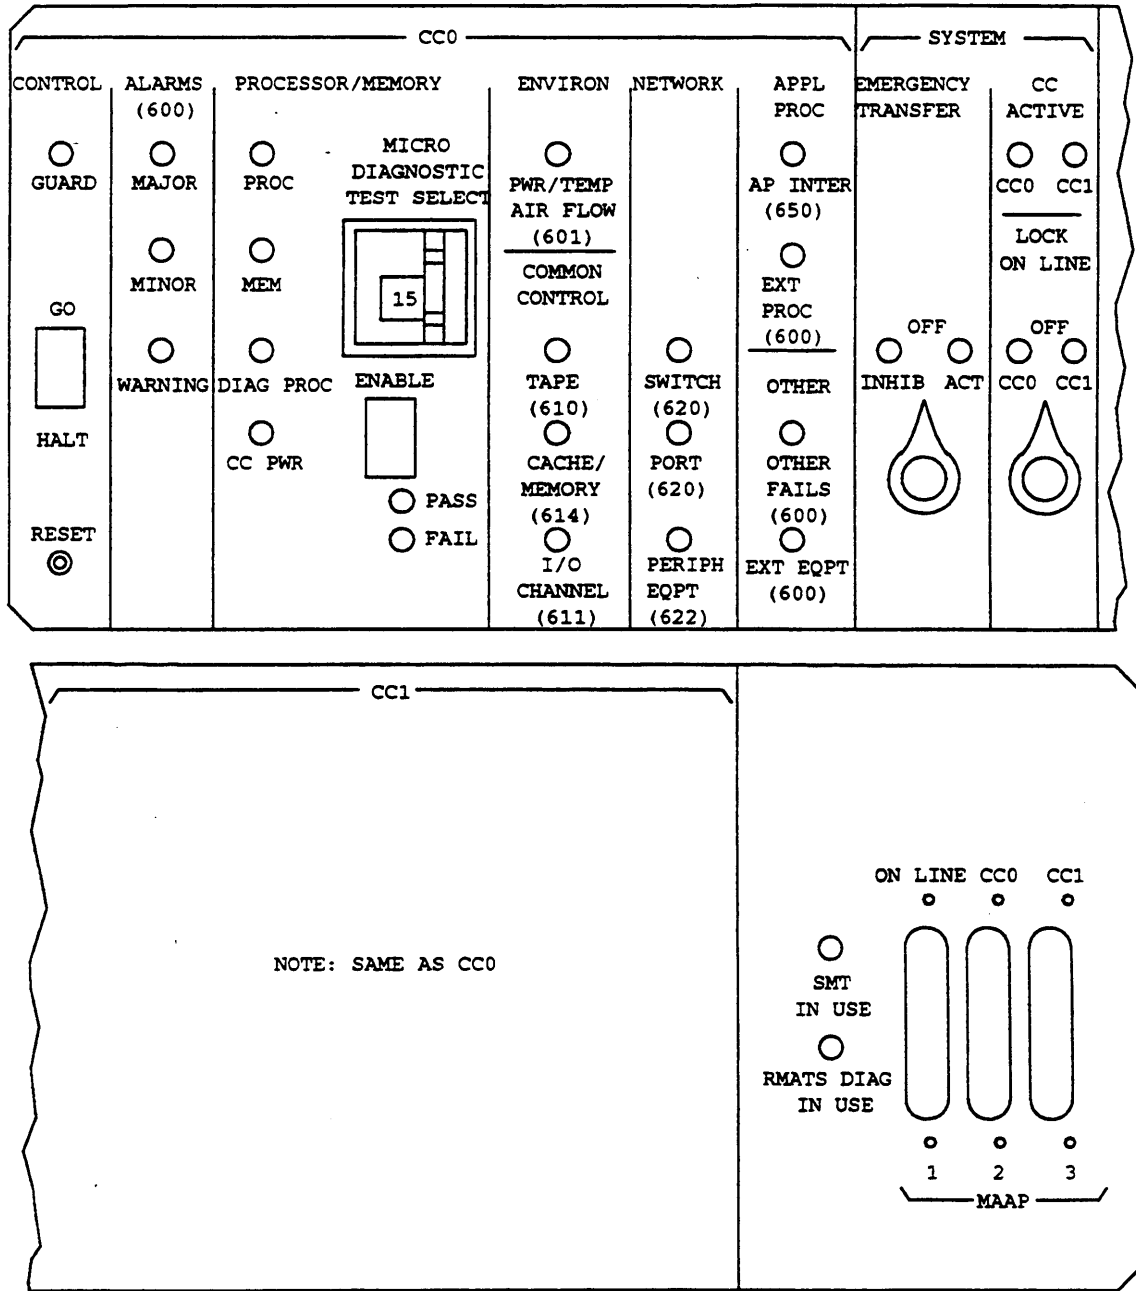 CC0
SYSTEM
CONTROL
GUARD
GO
HALT
RESET
ALARMS
(600)
MAJOR
MINOR
WARNING
PROCESSOR/MEMORY
PROC
MEM
DIAG PROC
CC PWR
MICRO
DIAGNOSTIC
TEST SELECT
15
ENABLE
PASS
FAIL
ENVIRON
PWR/TEMP
AIR FLOW
(601)
COMMON
CONTROL
TAPE
(610)
CACHE/
MEMORY
(614)
I/O
CHANNEL
(611)
NETWORK
SWITCH
(620)
PORT
(620)
PERIPH
EQPT
(622)
APPL
PROC
AP INTER
(650)
EXT
PROC
(600)
OTHER
OTHER
FAILS
(600)
EXT EQPT
(600)
EMERGENCY
TRANSFER
OFF
INHIB ACT
CC
ACTIVE
CC0 CC1
LOCK
ON LINE
OFF
CC0 CC1
CC1
NOTE: SAME AS CC0
ON LINE CC0 CC1
SMT
IN USE
RMATS DIAG
IN USE
1 2 3
MAAP